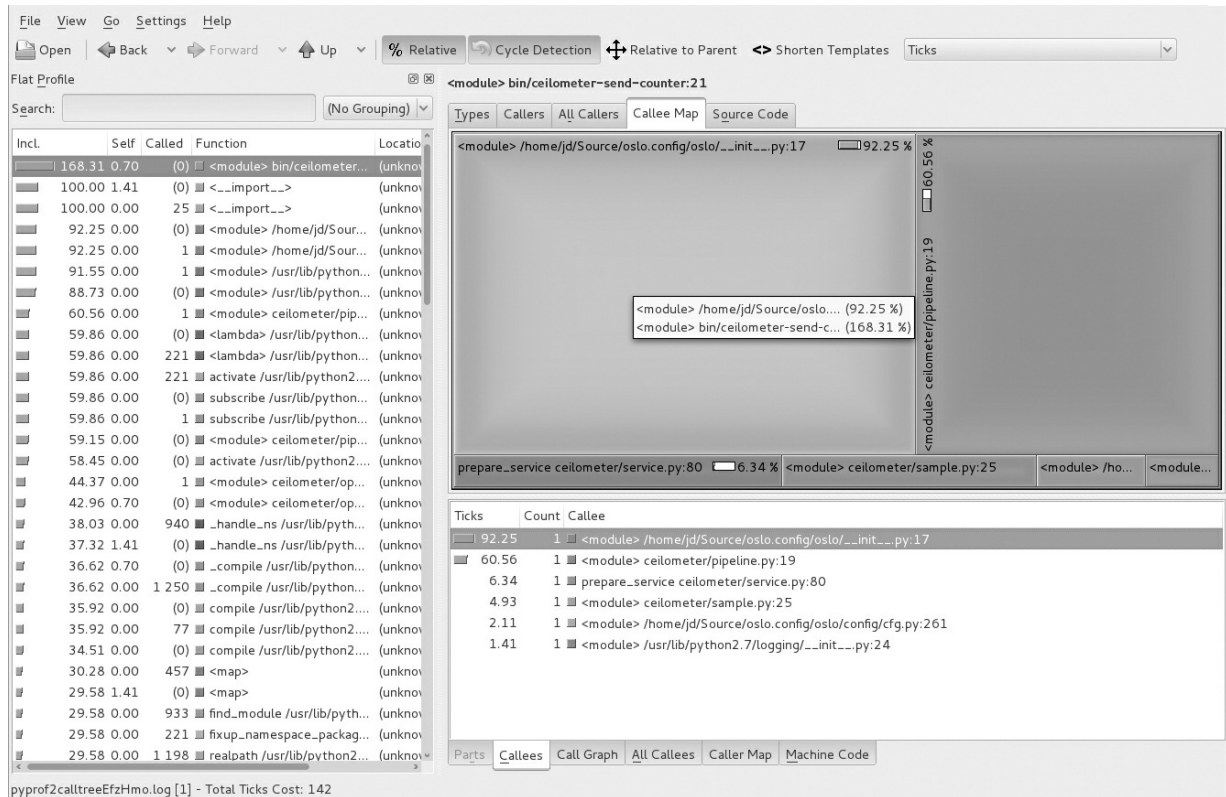 File View Go Settings Help
Open Back Forward Up % Relative Cycle Detection Relative to Parent <> Shorten Templates Ticks
Flat Profile
Search: (No Grouping)
Incl. Self Called Function Locatio
168.31 0.70 (0) <module> bin/ceilometer... (unknov
100.00 1.41 (0) <__import__> (unknov
100.00 0.00 25 <__import__> (unknov
92.25 0.00 (0) <module> /home/jd/Sour... (unknov
92.25 0.00 1 <module> /home/jd/Sour... (unknov
91.55 0.00 1 <module> /usr/lib/python... (unknov
88.73 0.00 (0) <module> /usr/lib/python... (unknov
60.56 0.00 1 <module> ceilometer/pip... (unknov
59.86 0.00 (0) <lambda> /usr/lib/python... (unknov
59.86 0.00 221 <lambda> /usr/lib/python... (unknov
59.86 0.00 221 activate /usr/lib/python2.... (unknov
59.86 0.00 (0) subscribe /usr/lib/python... (unknov
59.86 0.00 1 subscribe /usr/lib/python... (unknov
59.15 0.00 (0) <module> ceilometer/pip... (unknov
58.45 0.00 (0) activate /usr/lib/python2.... (unknov
44.37 0.00 1 <module> ceilometer/op... (unknov
42.96 0.70 (0) <module> ceilometer/op... (unknov
38.03 0.00 940 _handle_ns /usr/lib/pyth... (unknov
37.32 1.41 (0) _handle_ns /usr/lib/pyth... (unknov
36.62 0.70 (0) _compile /usr/lib/python... (unknov
36.62 0.00 1 250 _compile /usr/lib/python... (unknov
35.92 0.00 (0) compile /usr/lib/python2.... (unknov
35.92 0.00 77 compile /usr/lib/python2.... (unknov
34.51 0.00 (0) compile /usr/lib/python2.... (unknov
30.28 0.00 457 <map> (unknov
29.58 1.41 (0) <map> (unknov
29.58 0.00 933 find_module /usr/lib/pyth... (unknov
29.58 0.00 221 fixup_namespace_packag... (unknov
29.58 0.00 1 198 realpath /usr/lib/python2... (unknov
<module> bin/ceilometer-send-counter:21
Types Callers All Callers Callee Map Source Code
<module> /home/jd/Source/oslo.config/oslo/__init__.py:17 92.25 %
<module> ceilometer/pipeline.py:19 60.56 %
<module> /home/jd/Source/oslo.... (92.25 %)
<module> bin/ceilometer-send-c... (168.31 %)
prepare_service ceilometer/service.py:80 6.34 % <module> ceilometer/sample.py:25 <module> /ho... <module...
Ticks Count Callee
92.25 1 <module> /home/jd/Source/oslo.config/oslo/__init__.py:17
60.56 1 <module> ceilometer/pipeline.py:19
6.34 1 prepare_service ceilometer/service.py:80
4.93 1 <module> ceilometer/sample.py:25
2.11 1 <module> /home/jd/Source/oslo.config/oslo/config/cfg.py:261
1.41 1 <module> /usr/lib/python2.7/logging/__init__.py:24
Parts Callees Call Graph All Callees Caller Map Machine Code
pyprof2calltreeEfzHmo.log [1] - Total Ticks Cost: 142